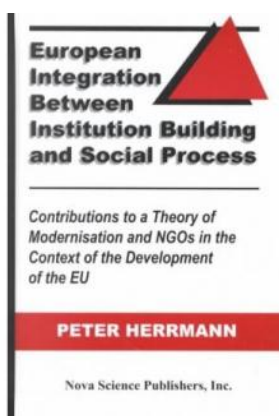 European
Integration
Between
Institution Building
and Social Process
Contributions to a Theory of
Modernisation and NGOs in the
Context of the Development
of the EU
PETER HERRMANN
Nova Science Publishers, Inc.